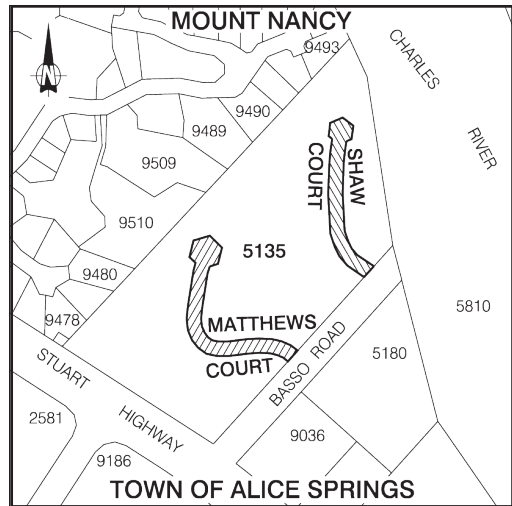 MOUNT NANCY
9493
CHARLES
RIVER
N
9490
9489
9509
SHAW
COURT
9510
5135
9480
5810
9478
MATTHEWS
COURT
BASSO ROAD
5180
STUART
HIGHWAY
2581
9036
9186
TOWN OF ALICE SPRINGS